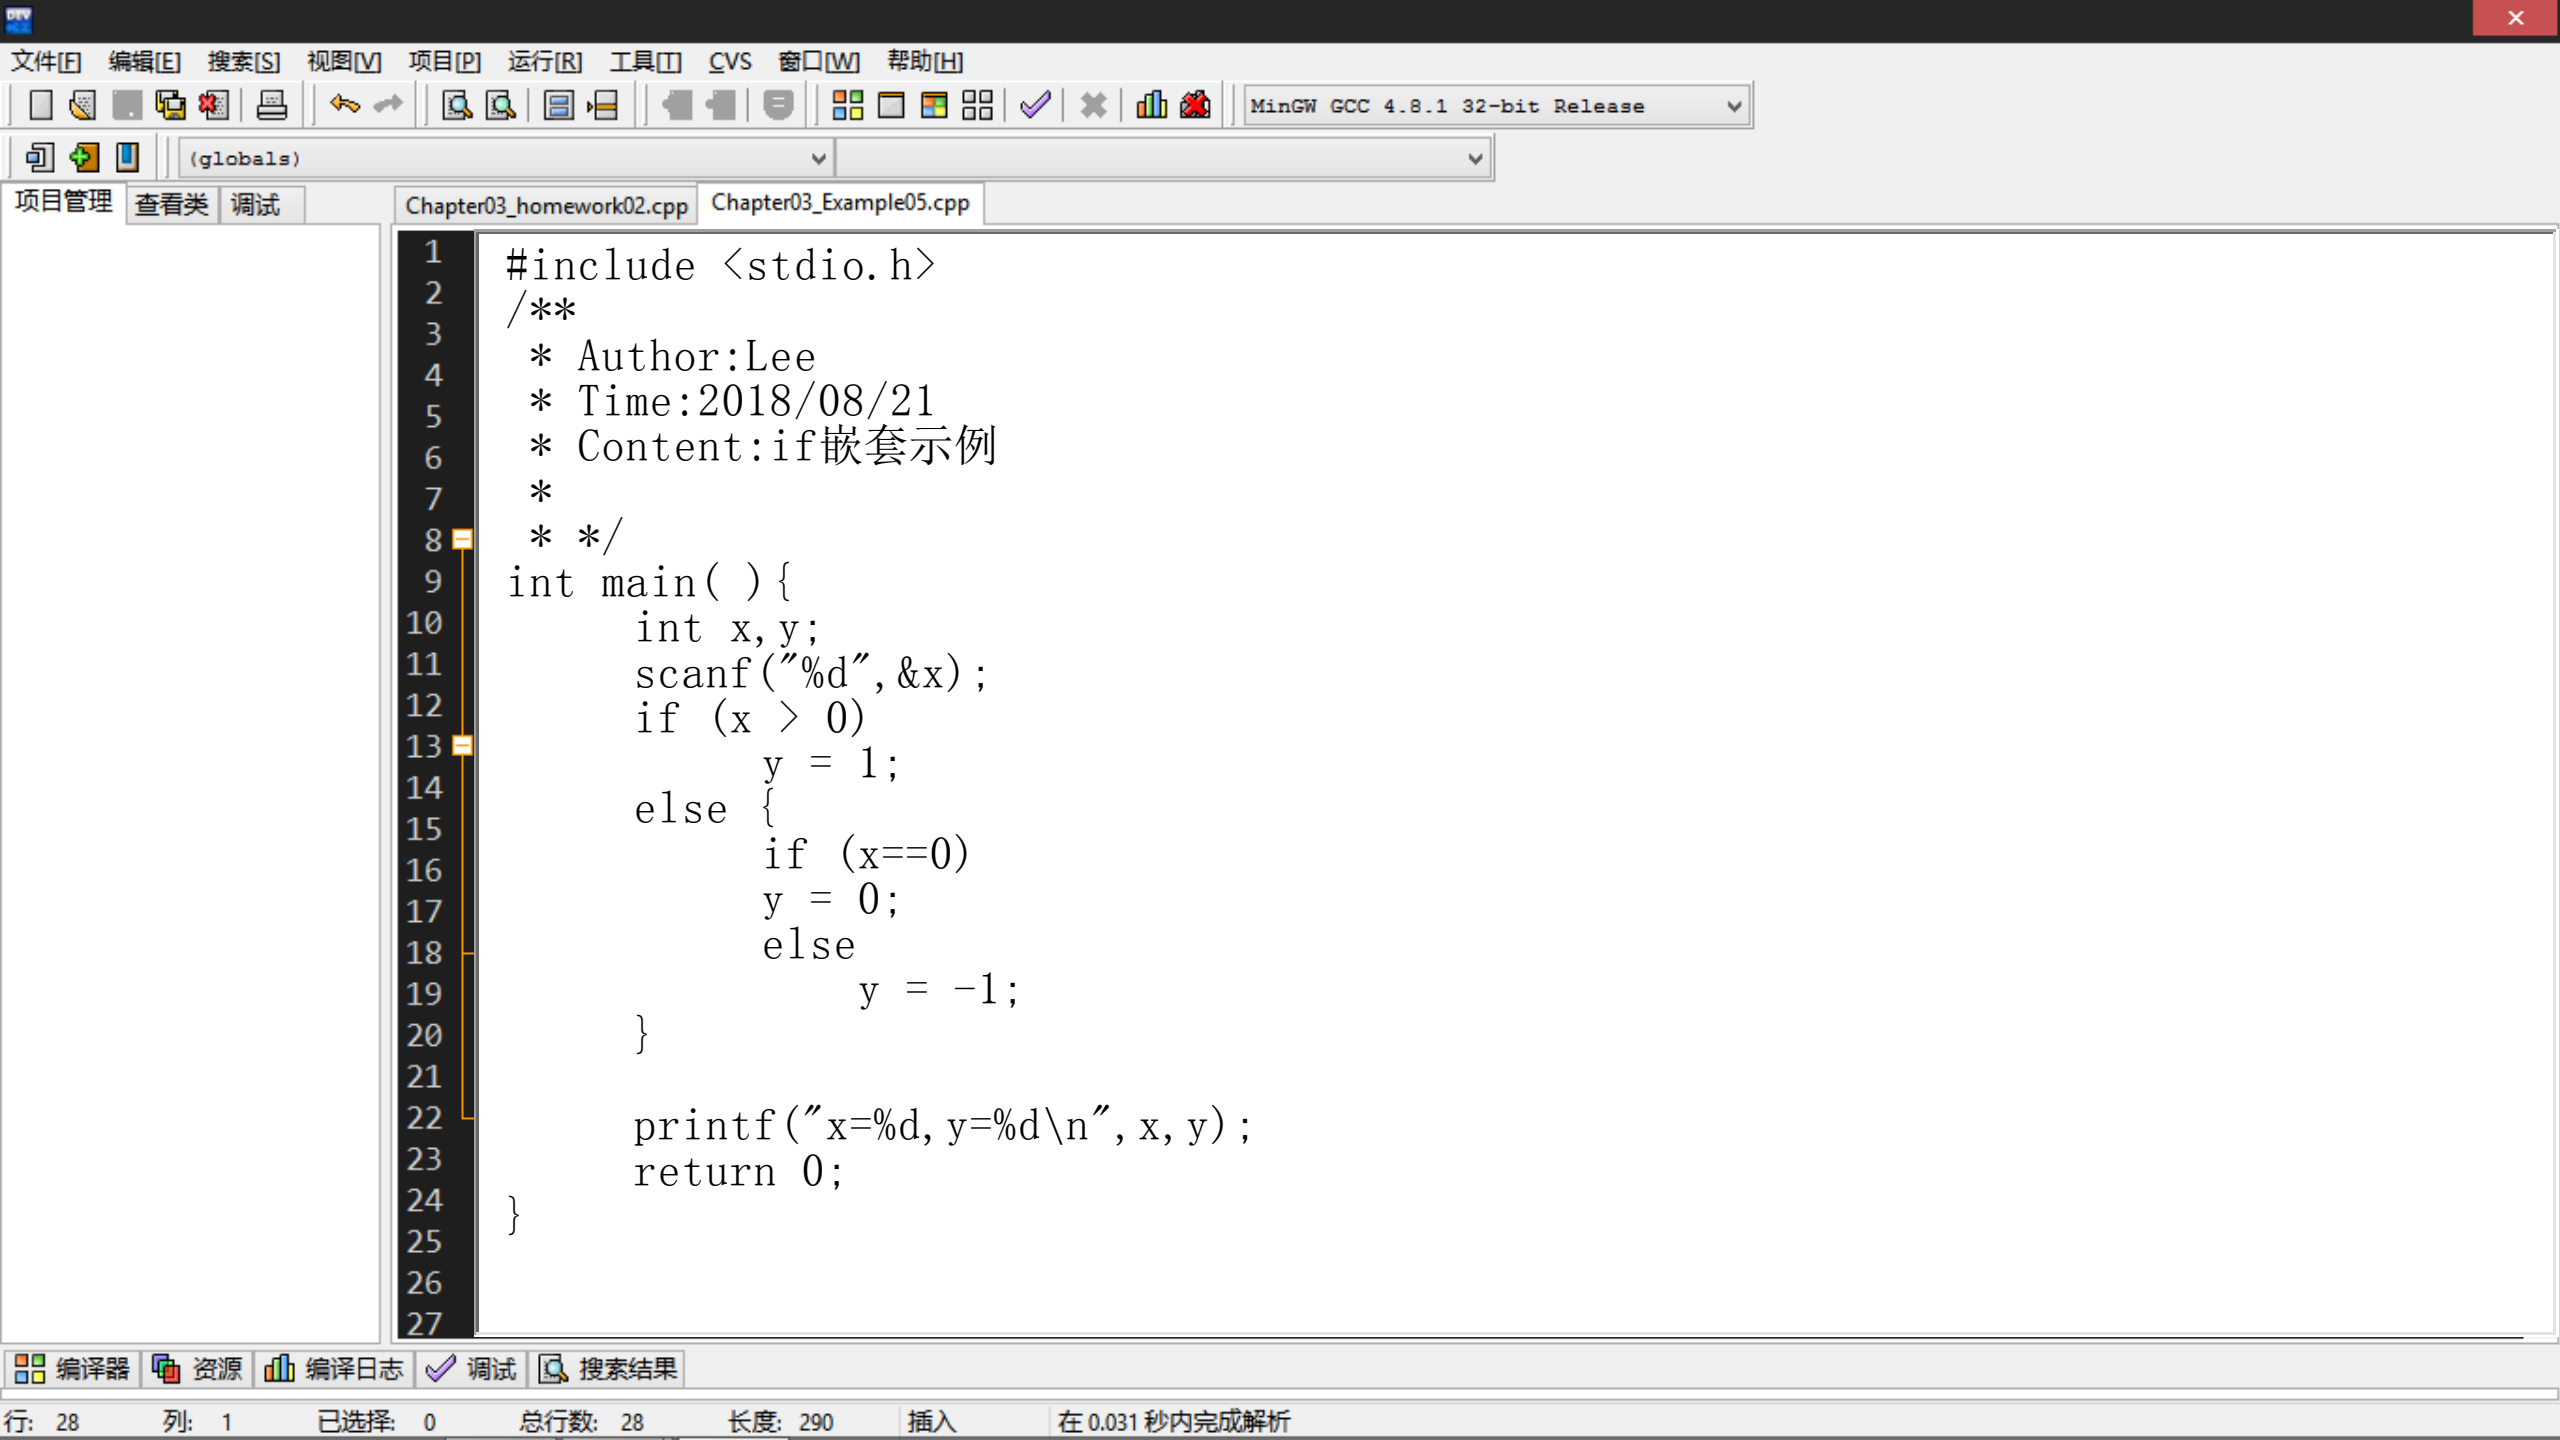 DEV
文件[F] 编辑[E] 搜索[S] 视图[V] 项目[P] 运行[R] 工具[T] CVS 窗口[W] 帮助[H]
MinGW GCC 4.8.1 32-bit Release
(globals)
项目管理 查看类 调试
Chapter03_homework02.cpp Chapter03_Example05.cpp
1
2
3
4
5
6
7
8
9
10
11
12
13
14
15
16
17
18
19
20
21
22
23
24
25
26
27
#include <stdio.h>
/**
 * Author:Lee
 * Time:2018/08/21
 * Content:if嵌套示例
 *
 * */
int main( ){
int x,y;
scanf("%d",&x);
if (x > 0)
y = 1;
else {
if (x==0)
y = 0;
else
y = -1;
}
printf("x=%d,y=%d\n",x,y);
return 0;
}
编译器 资源 编译日志 调试 搜索结果
行: 28 列: 1 已选择: 0 总行数: 28 长度: 290 插入 在 0.031 秒内完成解析